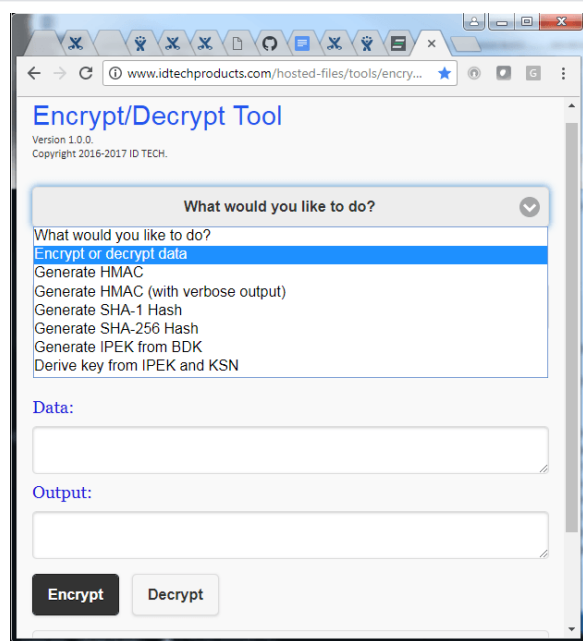 www.idtechproducts.com/hosted-files/tools/encry...
G
Encrypt/Decrypt Tool
Version 1.0.0.
Copyright 2016-2017 ID TECH.
What would you like to do?
What would you like to do?
Encrypt or decrypt data
Generate HMAC
Generate HMAC (with verbose output)
Generate SHA-1 Hash
Generate SHA-256 Hash
Generate IPEK from BDK
Derive key from IPEK and KSN
Data:
Output:
Encrypt Decrypt